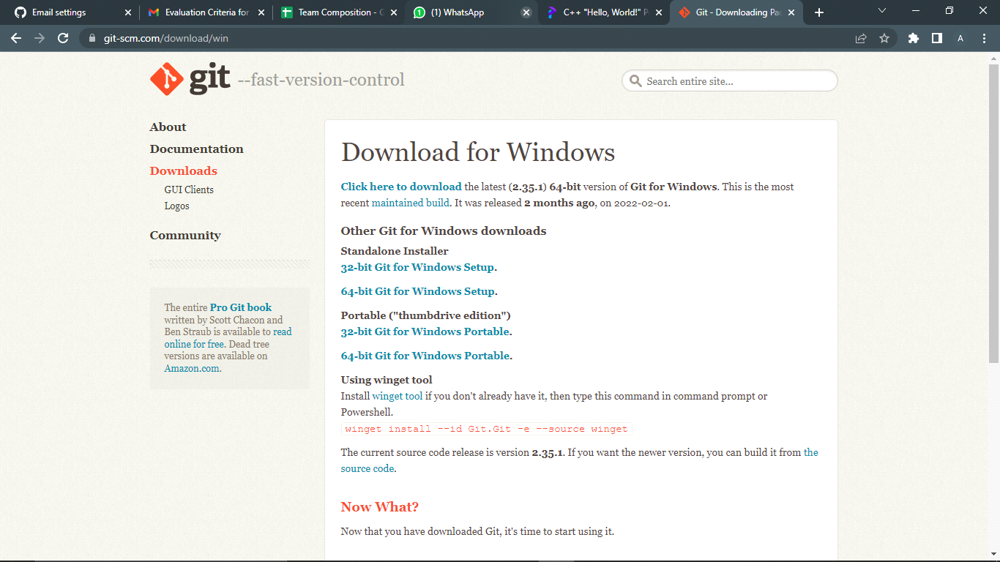 Email settings
Evaluation Criteria for
Team Composition - G
(1) WhatsApp
C++ "Hello, World!" P
Git - Downloading Pac
git-scm.com/download/win
A
git --fast-version-control
Search entire site...
About
Documentation
Downloads
GUI Clients
Logos
Community
The entire Pro Git book
written by Scott Chacon and
Ben Straub is available to read
online for free. Dead tree
versions are available on
Amazon.com.
Download for Windows
Click here to download the latest (2.35.1) 64-bit version of Git for Windows. This is the most
recent maintained build. It was released 2 months ago, on 2022-02-01.
Other Git for Windows downloads
Standalone Installer
32-bit Git for Windows Setup.
64-bit Git for Windows Setup.
Portable ("thumbdrive edition")
32-bit Git for Windows Portable.
64-bit Git for Windows Portable.
Using winget tool
Install winget tool if you don't already have it, then type this command in command prompt or
Powershell.
winget install --id Git.Git -e --source winget
The current source code release is version 2.35.1. If you want the newer version, you can build it from the
source code.
Now What?
Now that you have downloaded Git, it's time to start using it.